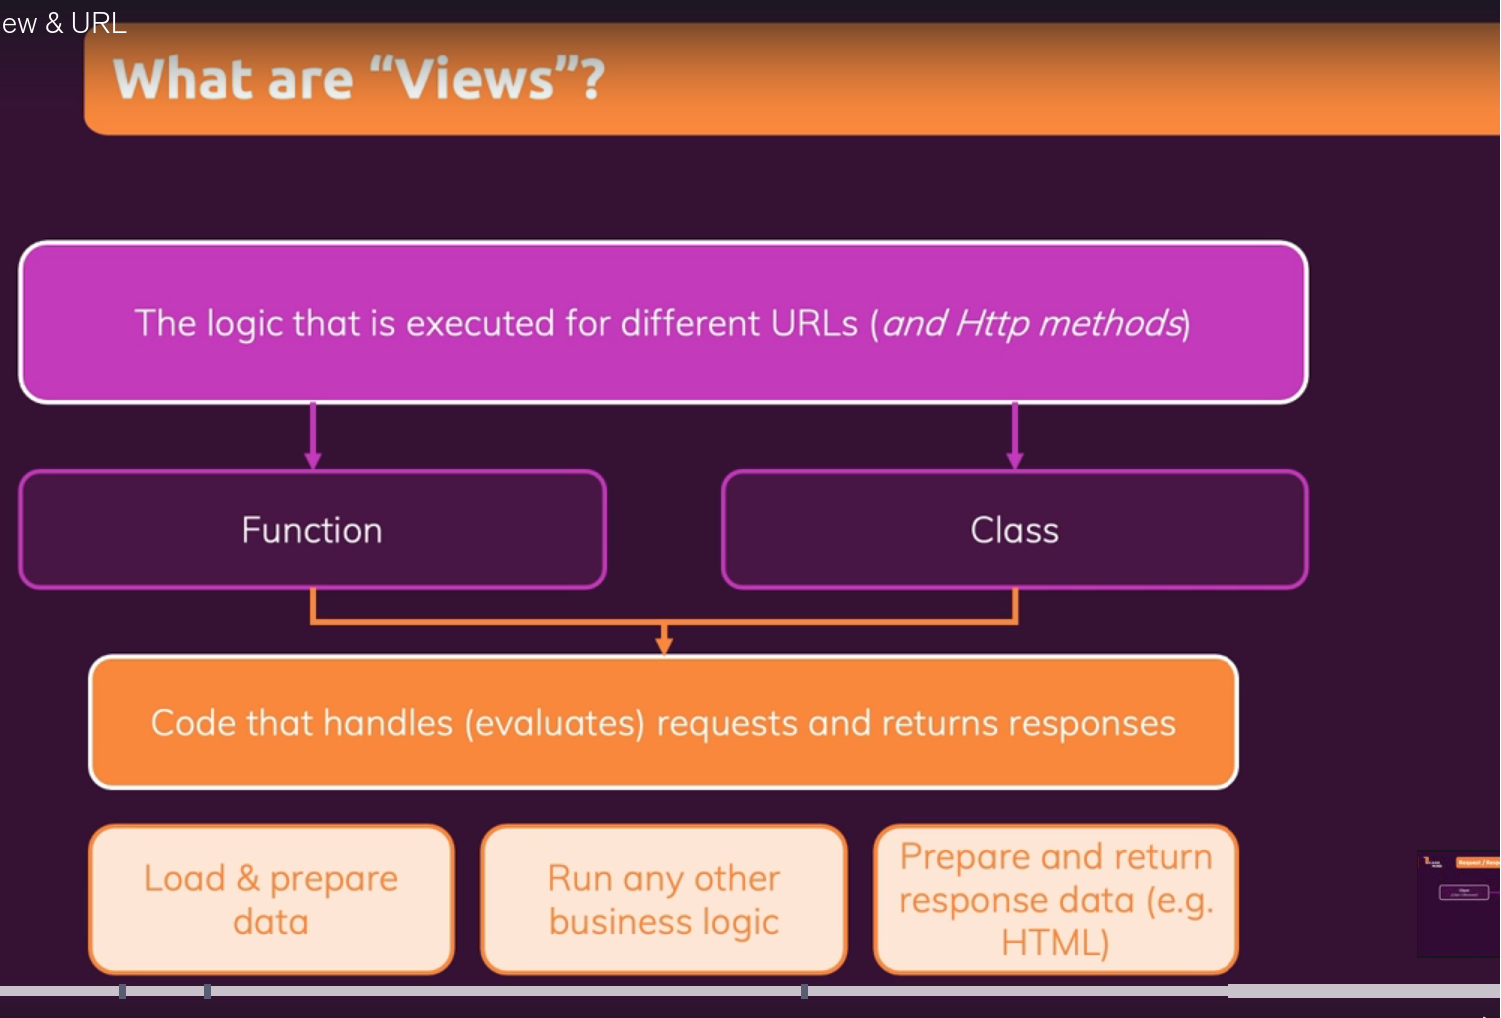 ew & URL
What are “Views”?
The logic that is executed for different URLs (and Http methods)
Function
Class
Code that handles (evaluates) requests and returns responses
Load & prepare
data
Run any other
business logic
Prepare and return
response data (e.g.
HTML)